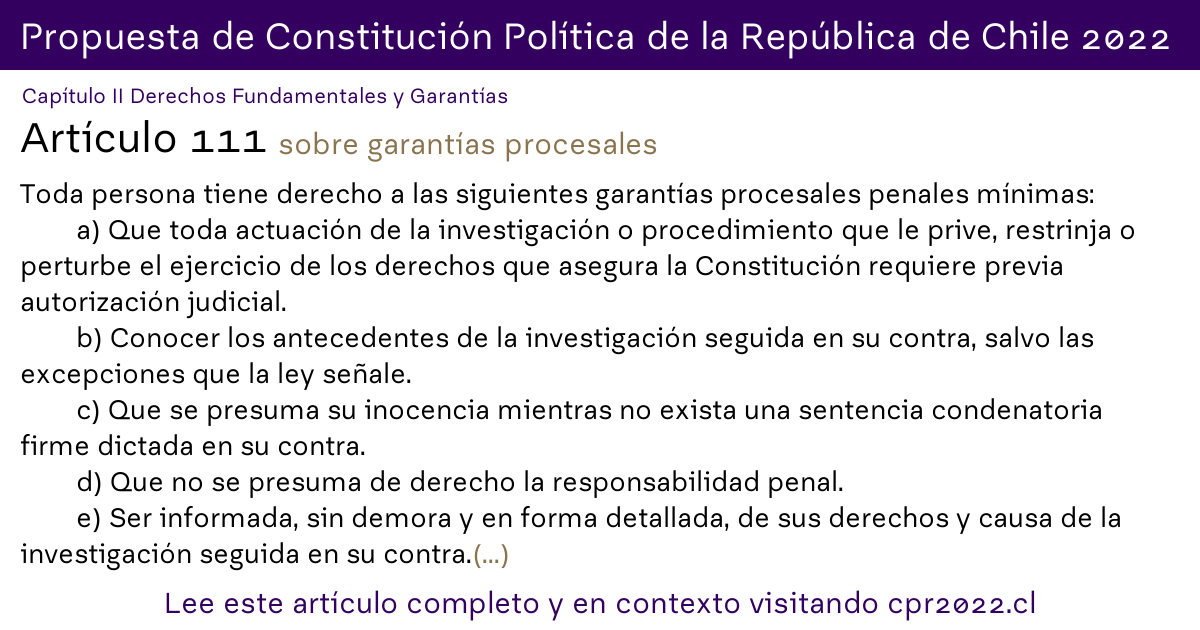 Propuesta de Constitución Política de la República de Chile 2022
Capítulo II Derechos Fundamentales y Garantías
Artículo 111 sobre garantías procesales
Toda persona tiene derecho a las siguientes garantías procesales penales mínimas:
a) Que toda actuación de la investigación o procedimiento que le prive, restrinja o
perturbe el ejercicio de los derechos que asegura la Constitución requiere previa
autorización judicial.
b) Conocer los antecedentes de la investigación seguida en su contra, salvo las
excepciones que la ley señale.
c) Que se presuma su inocencia mientras no exista una sentencia condenatoria
firme dictada en su contra.
d) Que no se presuma de derecho la responsabilidad penal.
e) Ser informada, sin demora y en forma detallada, de sus derechos y causa de la
investigación seguida en su contra.(...)
Lee este artículo completo y en contexto visitando cpr2022.cl